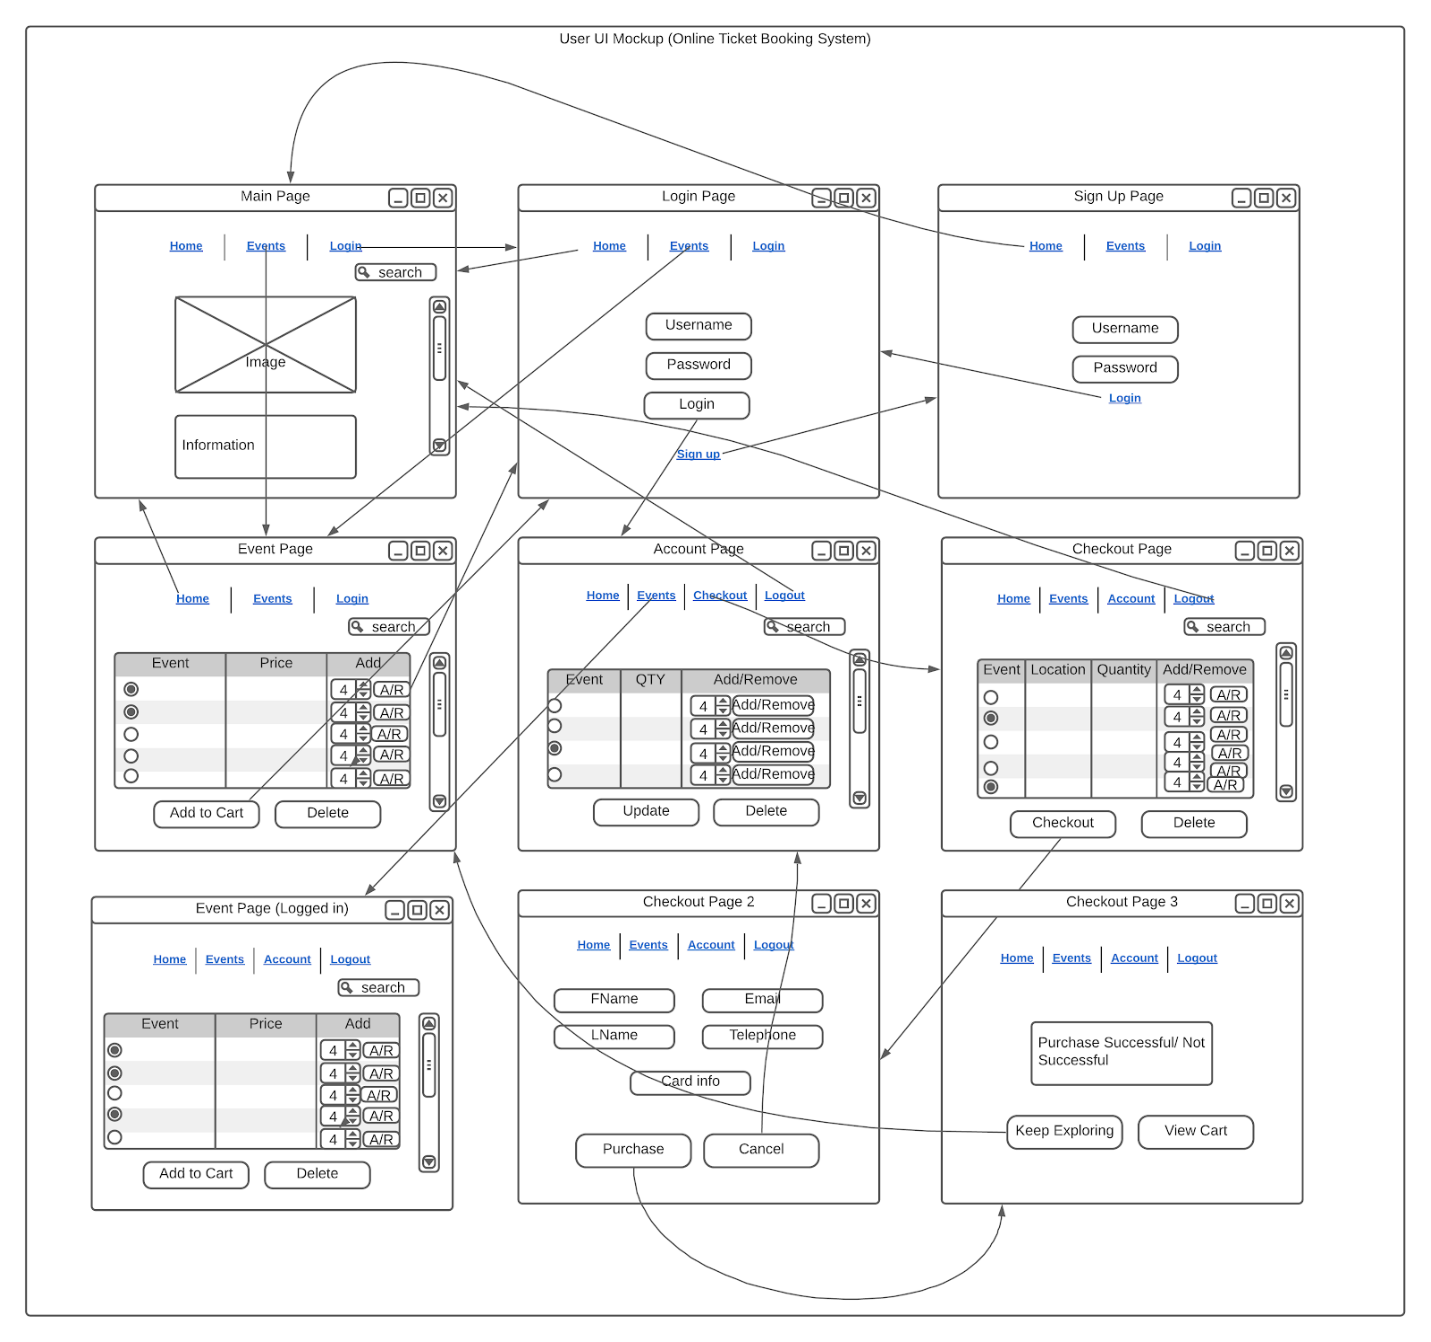 User UI Mockup (Online Ticket Booking System)
Main Page
Home
Events
Login
search
Image
Information
Login Page
Home
Events
Login
Username
Password
Login
Sign up
Sign Up Page
Home
Events
Login
Username
Password
Login
Event Page
Home
Events
Login
search
Event Price Add
4 A/R
4 A/R
4 A/R
4 A/R
4 A/R
Add to Cart
Delete
Account Page
Home
Events
Checkout
Logout
search
Event QTY Add/Remove
4 Add/Remove
4 Add/Remove
4 Add/Remove
4 Add/Remove
Update
Delete
Checkout Page
Home
Events
Account
Logout
search
Event Location Quantity Add/Remove
4 A/R
4 A/R
4 A/R
4 A/R
4 A/R
A/R
Checkout
Delete
Event Page (Logged in)
Home
Events
Account
Logout
search
Event Price Add
4 A/R
4 A/R
4 A/R
4 A/R
4 A/R
Add to Cart
Delete
Checkout Page 2
Home
Events
Account
Logout
FName
Email
LName
Telephone
Card info
Purchase
Cancel
Checkout Page 3
Home
Events
Account
Logout
Purchase Successful/ Not
Successful
Keep Exploring
View Cart